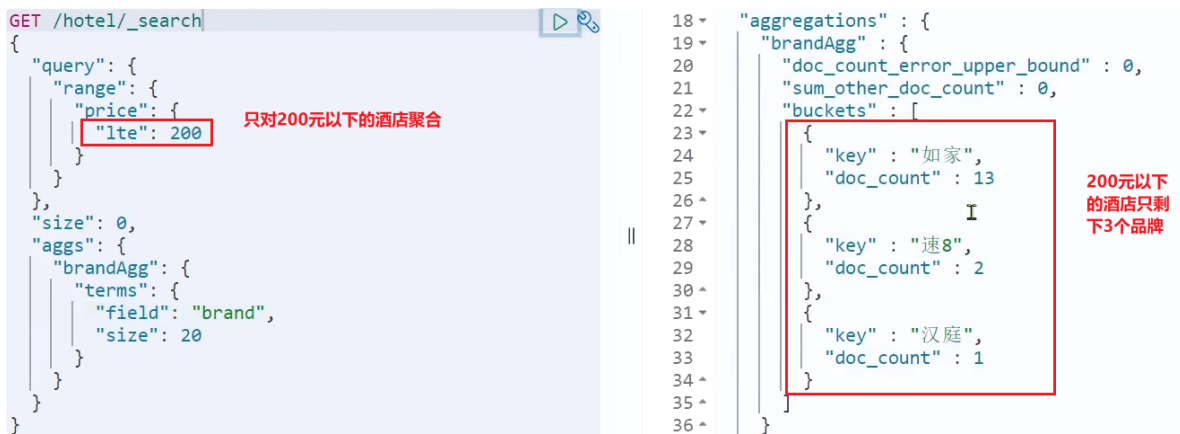 GET /hotel/_search
{
  "query": {
    "range": {
      "price": {
        "lte": 200
      }
    }
  },
  "size": 0,
  "aggs": {
    "brandAgg": {
      "terms": {
        "field": "brand",
        "size": 20
      }
    }
  }
}
只对200元以下的酒店聚合
18 "aggregations" : {
19 "brandAgg" : {
20 "doc_count_error_upper_bound" : 0,
21 "sum_other_doc_count" : 0,
22 "buckets" : [
23 {
24 "key" : "如家",
25 "doc_count" : 13
26 },
27 {
28 "key" : "速8",
29 "doc_count" : 2
30 },
31 {
32 "key" : "汉庭",
33 "doc_count" : 1
34 }
35 ]
36 }
200元以下
的酒店只剩
下3个品牌